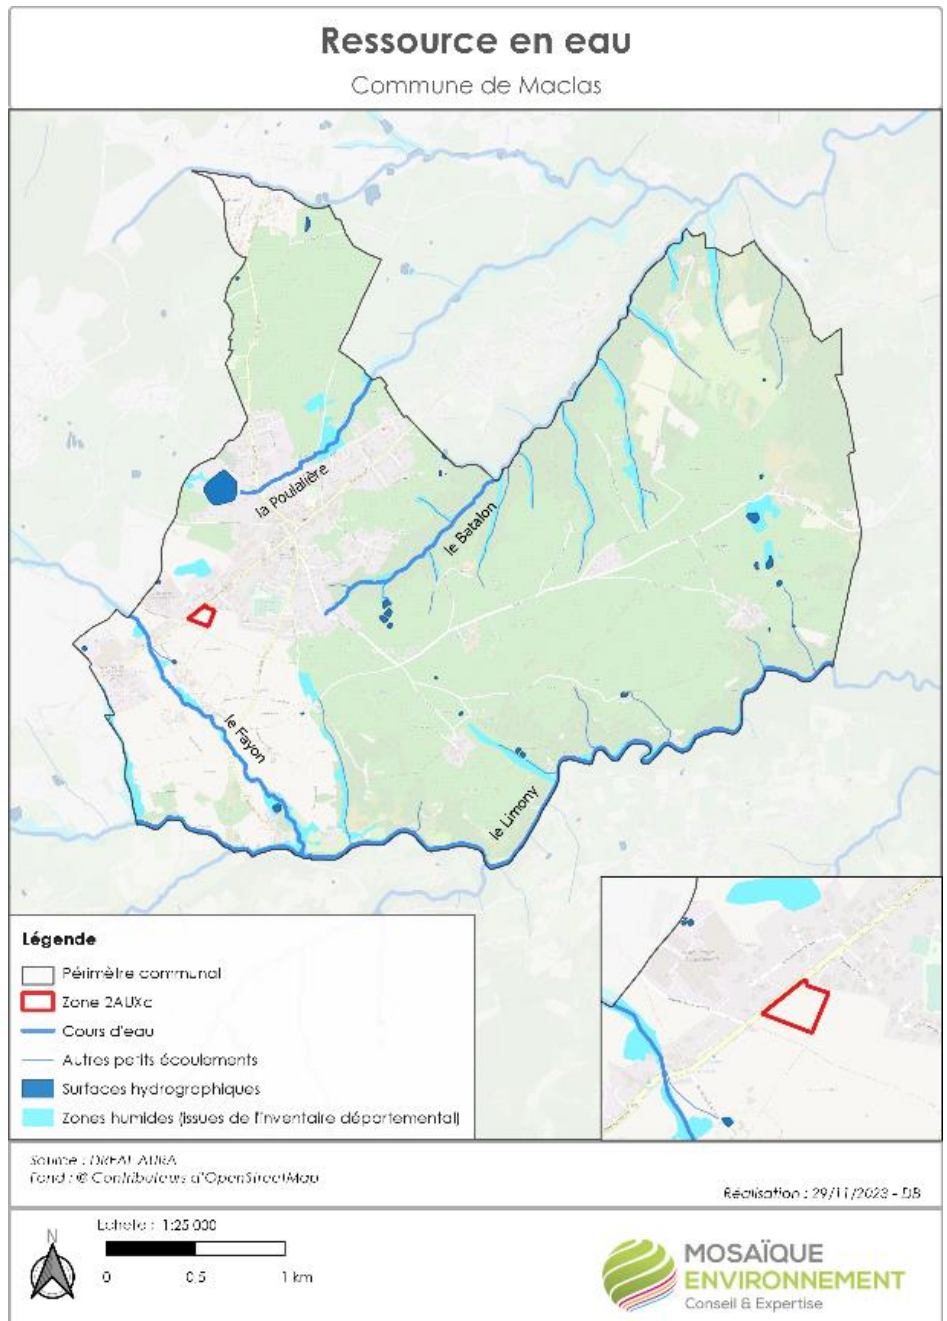 Ressource en eau
Commune de Maclas
la Poulalière
le Batalon
le Fayon
le Limony
Légende
Périmètre communal
Zone 2AUXc
Cours d'eau
Autres petits écoulements
Surfaces hydrographiques
Zones humides (issues de l'inventaire départemental)
Source : DREAL AURA
Fond : © Contributeurs d'OpenStreetMap
Réalisation : 29/11/2023 - DB
N
Echelle : 1:25 000
0 0,5 1 km
MOSAÏQUE
ENVIRONNEMENT
Conseil & Expertise